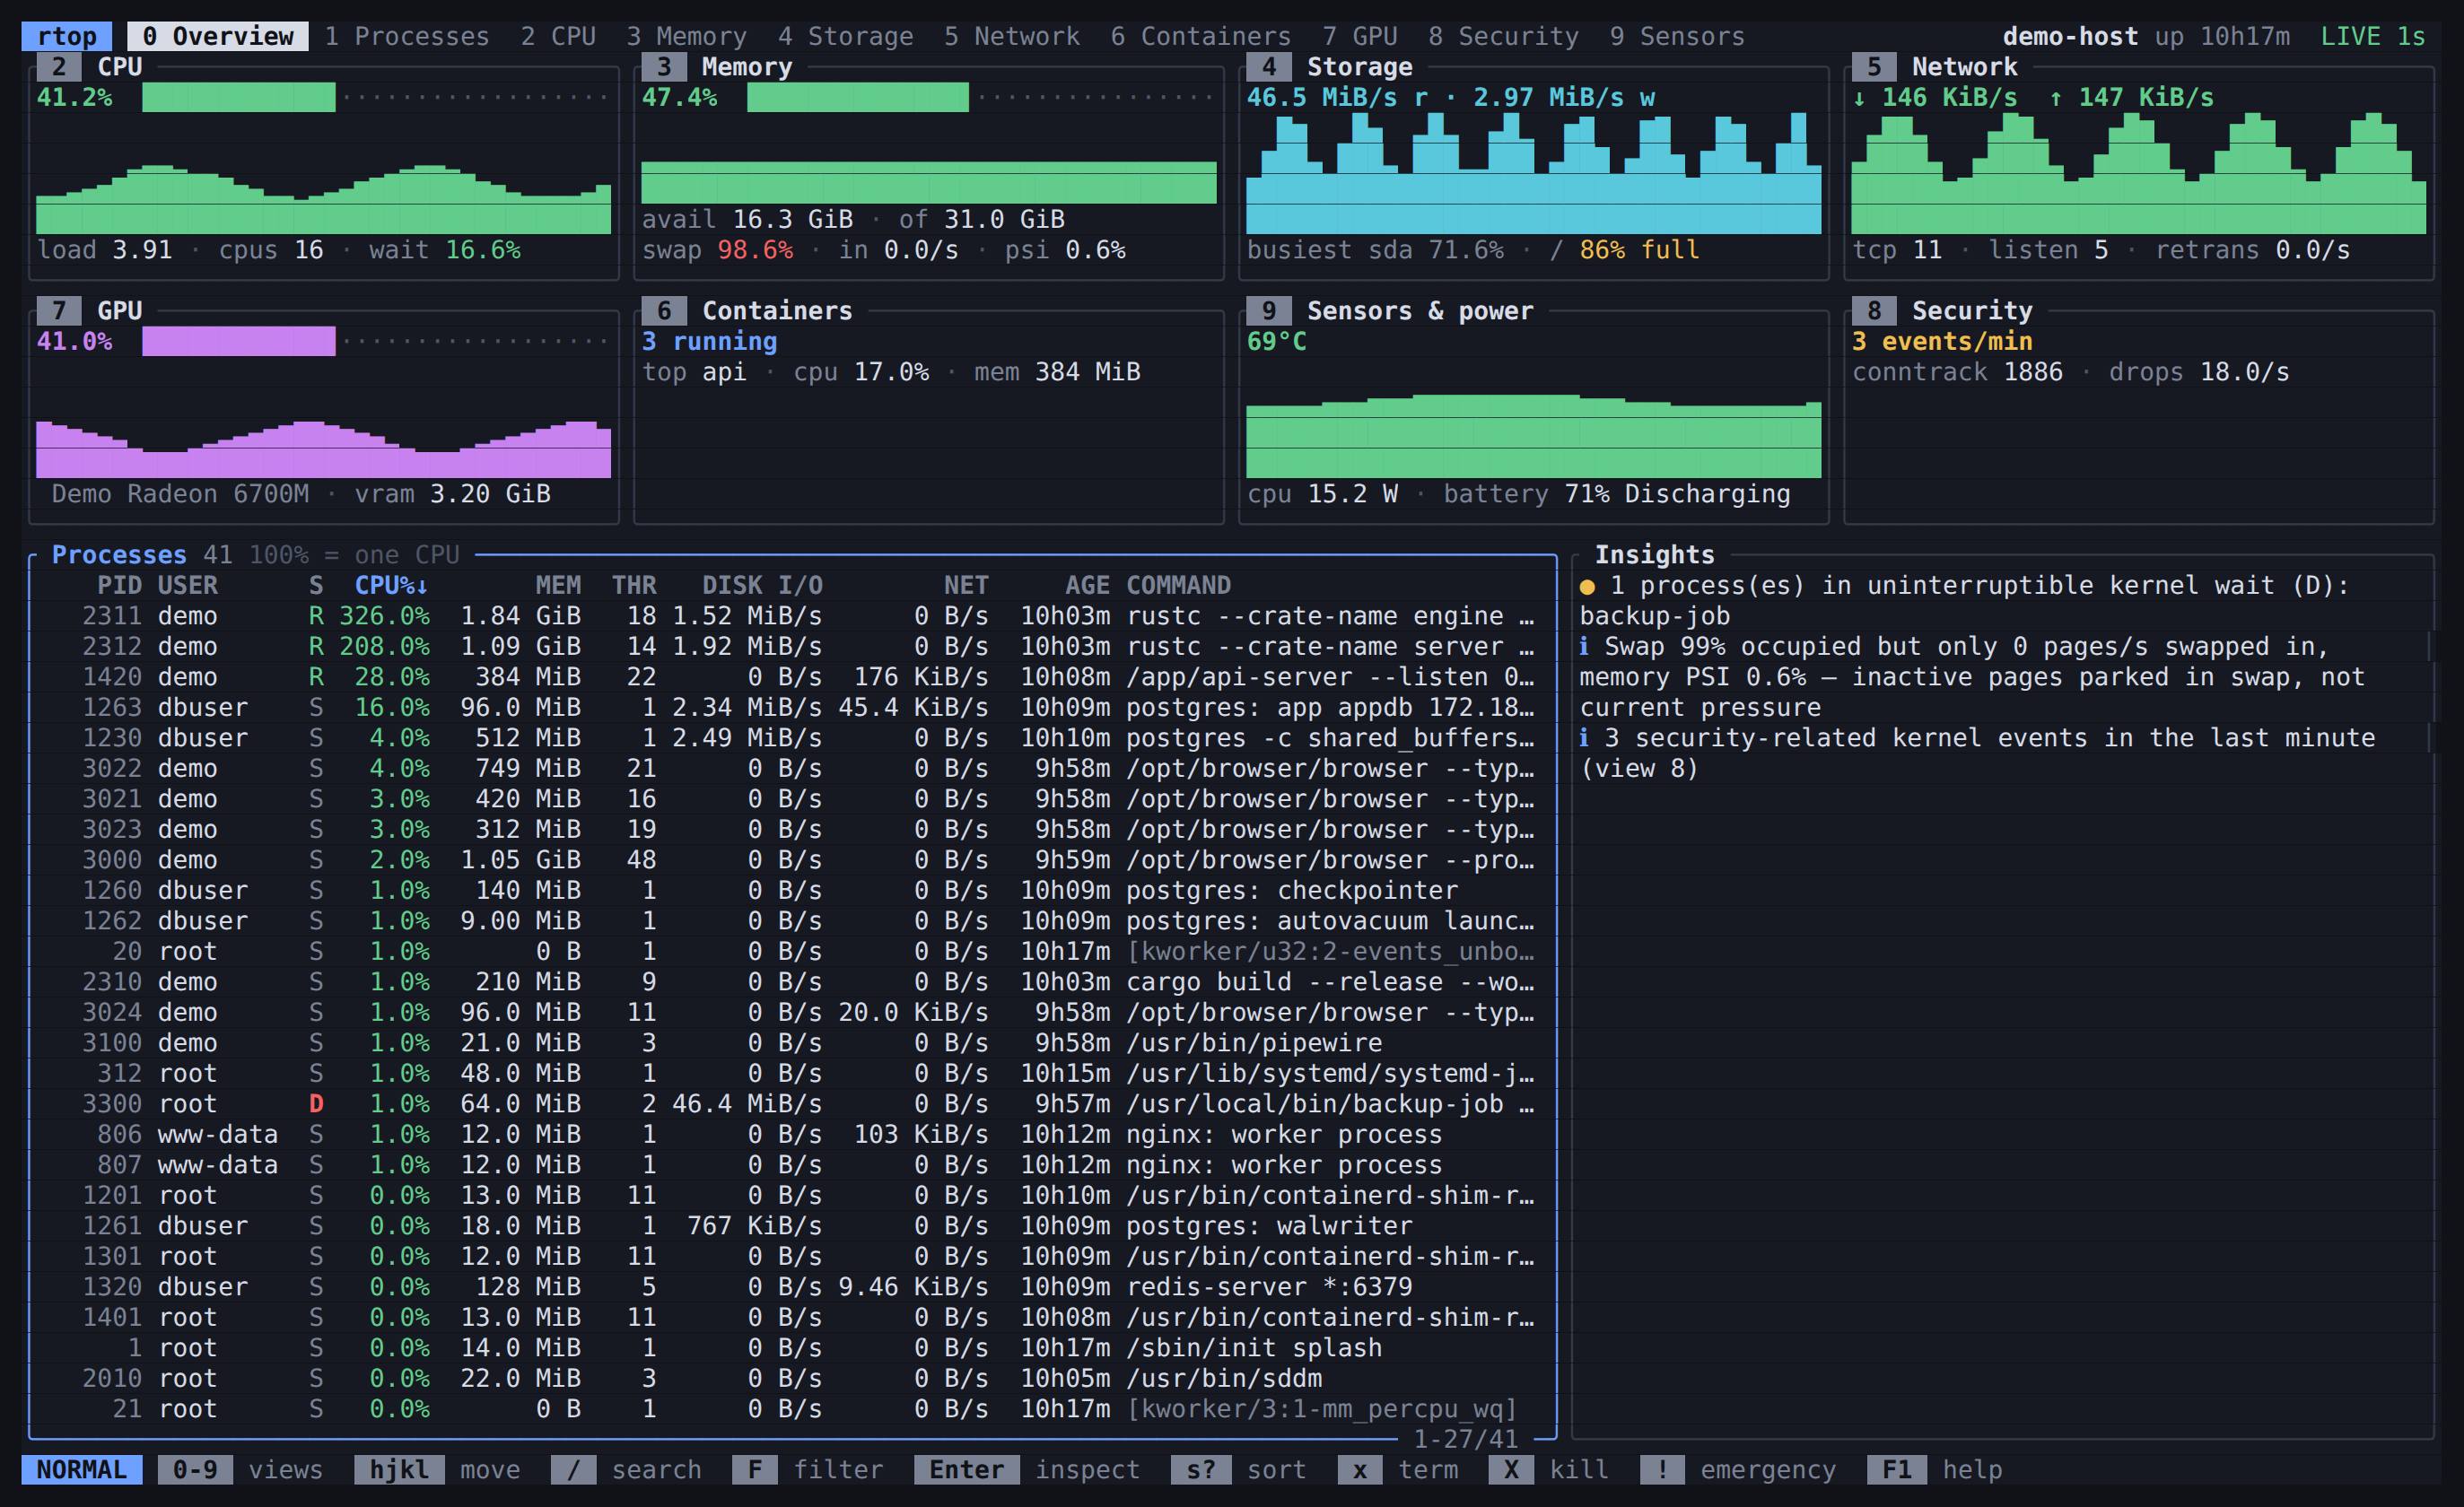 rtop 0 Overview 1 Processes 2 CPU 3 Memory 4 Storage 5 Network 6 Containers 7 GPU 8 Security 9 Sensors demo-host up 10h17m LIVE 1s
2 CPU
41.2%
load 3.91 · cpus 16 · wait 16.6%
3 Memory
47.4%
avail 16.3 GiB · of 31.0 GiB
swap 98.6% · in 0.0/s · psi 0.6%
4 Storage
46.5 MiB/s r · 2.97 MiB/s w
busiest sda 71.6% · / 86% full
5 Network
↓ 146 KiB/s ↑ 147 KiB/s
tcp 11 · listen 5 · retrans 0.0/s
7 GPU
41.0%
Demo Radeon 6700M · vram 3.20 GiB
6 Containers
3 running
top api · cpu 17.0% · mem 384 MiB
9 Sensors & power
69°C
cpu 15.2 W · battery 71% Discharging
8 Security
3 events/min
conntrack 1886 · drops 18.0/s
Processes 41 100% = one CPU
PID USER S CPU%↓ MEM THR DISK I/O NET AGE COMMAND
2311 demo R 326.0% 1.84 GiB 18 1.52 MiB/s 0 B/s 10h03m rustc --crate-name engine …
2312 demo R 208.0% 1.09 GiB 14 1.92 MiB/s 0 B/s 10h03m rustc --crate-name server …
1420 demo R 28.0% 384 MiB 22 0 B/s 176 KiB/s 10h08m /app/api-server --listen 0…
1263 dbuser S 16.0% 96.0 MiB 1 2.34 MiB/s 45.4 KiB/s 10h09m postgres: app appdb 172.18…
1230 dbuser S 4.0% 512 MiB 1 2.49 MiB/s 0 B/s 10h10m postgres -c shared_buffers…
3022 demo S 4.0% 749 MiB 21 0 B/s 0 B/s 9h58m /opt/browser/browser --typ…
3021 demo S 3.0% 420 MiB 16 0 B/s 0 B/s 9h58m /opt/browser/browser --typ…
3023 demo S 3.0% 312 MiB 19 0 B/s 0 B/s 9h58m /opt/browser/browser --typ…
3000 demo S 2.0% 1.05 GiB 48 0 B/s 0 B/s 9h59m /opt/browser/browser --pro…
1260 dbuser S 1.0% 140 MiB 1 0 B/s 0 B/s 10h09m postgres: checkpointer
1262 dbuser S 1.0% 9.00 MiB 1 0 B/s 0 B/s 10h09m postgres: autovacuum launc…
20 root S 1.0% 0 B 1 0 B/s 0 B/s 10h17m [kworker/u32:2-events_unbo…
2310 demo S 1.0% 210 MiB 9 0 B/s 0 B/s 10h03m cargo build --release --wo…
3024 demo S 1.0% 96.0 MiB 11 0 B/s 20.0 KiB/s 9h58m /opt/browser/browser --typ…
3100 demo S 1.0% 21.0 MiB 3 0 B/s 0 B/s 9h58m /usr/bin/pipewire
312 root S 1.0% 48.0 MiB 1 0 B/s 0 B/s 10h15m /usr/lib/systemd/systemd-j…
3300 root D 1.0% 64.0 MiB 2 46.4 MiB/s 0 B/s 9h57m /usr/local/bin/backup-job …
806 www-data S 1.0% 12.0 MiB 1 0 B/s 103 KiB/s 10h12m nginx: worker process
807 www-data S 1.0% 12.0 MiB 1 0 B/s 0 B/s 10h12m nginx: worker process
1201 root S 0.0% 13.0 MiB 11 0 B/s 0 B/s 10h10m /usr/bin/containerd-shim-r…
1261 dbuser S 0.0% 18.0 MiB 1 767 KiB/s 0 B/s 10h09m postgres: walwriter
1301 root S 0.0% 12.0 MiB 11 0 B/s 0 B/s 10h09m /usr/bin/containerd-shim-r…
1320 dbuser S 0.0% 128 MiB 5 0 B/s 9.46 KiB/s 10h09m redis-server *:6379
1401 root S 0.0% 13.0 MiB 11 0 B/s 0 B/s 10h08m /usr/bin/containerd-shim-r…
1 root S 0.0% 14.0 MiB 1 0 B/s 0 B/s 10h17m /sbin/init splash
2010 root S 0.0% 22.0 MiB 3 0 B/s 0 B/s 10h05m /usr/bin/sddm
21 root S 0.0% 0 B 1 0 B/s 0 B/s 10h17m [kworker/3:1-mm_percpu_wq]
1-27/41
Insights
● 1 process(es) in uninterruptible kernel wait (D):
backup-job
ℹ Swap 99% occupied but only 0 pages/s swapped in,
memory PSI 0.6% — inactive pages parked in swap, not
current pressure
ℹ 3 security-related kernel events in the last minute
(view 8)
NORMAL 0-9 views hjkl move / search F filter Enter inspect s? sort x term X kill ! emergency F1 help